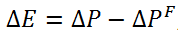 ΔE = ΔP − ΔP^F